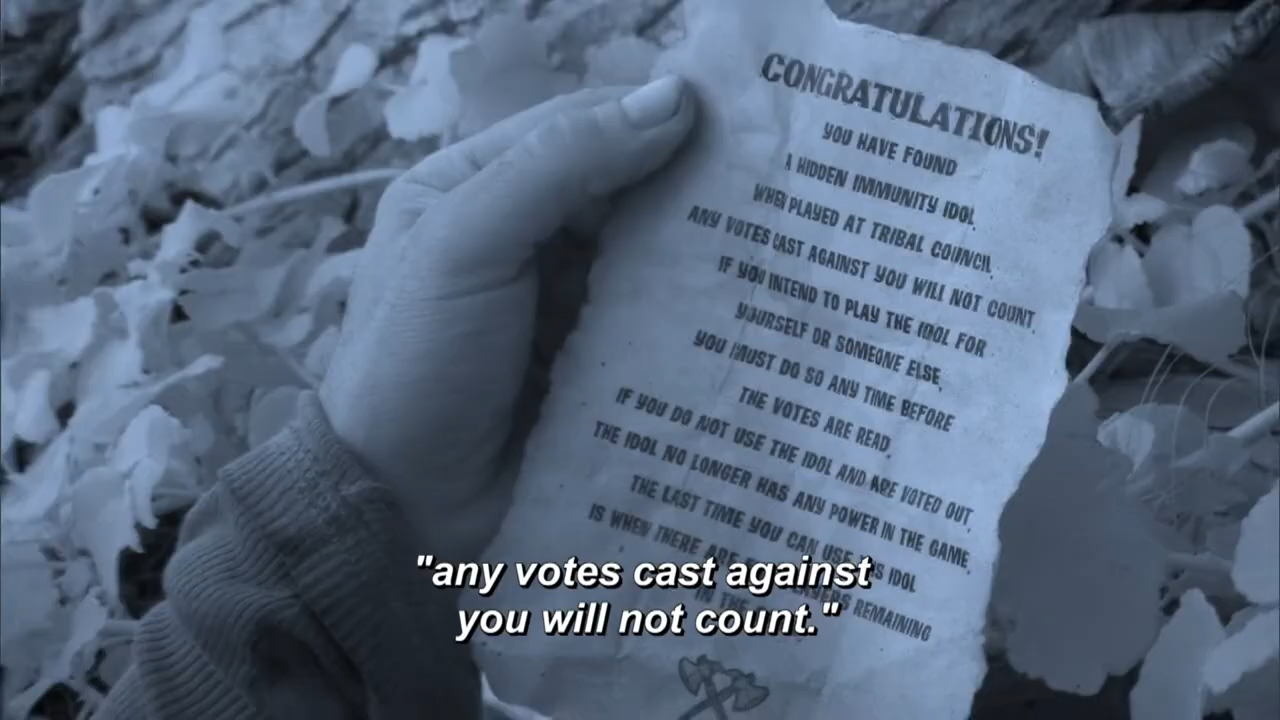 CONGRATULATIONS!
YOU HAVE FOUND
A HIDDEN IMMUNITY IDOL
WHEN PLAYED AT TRIBAL COUNCIL,
ANY VOTES CAST AGAINST YOU WILL NOT COUNT.
IF YOU INTEND TO PLAY THE IDOL FOR
YOURSELF OR SOMEONE ELSE,
YOU MUST DO SO ANY TIME BEFORE
THE VOTES ARE READ.
IF YOU DO NOT USE THE IDOL AND ARE VOTED OUT,
THE IDOL NO LONGER HAS ANY POWER IN THE GAME.
THE LAST TIME YOU CAN USE THIS IDOL
IS WHEN THERE ARE PLAYERS REMAINING
IN THE
"any votes cast against
you will not count."